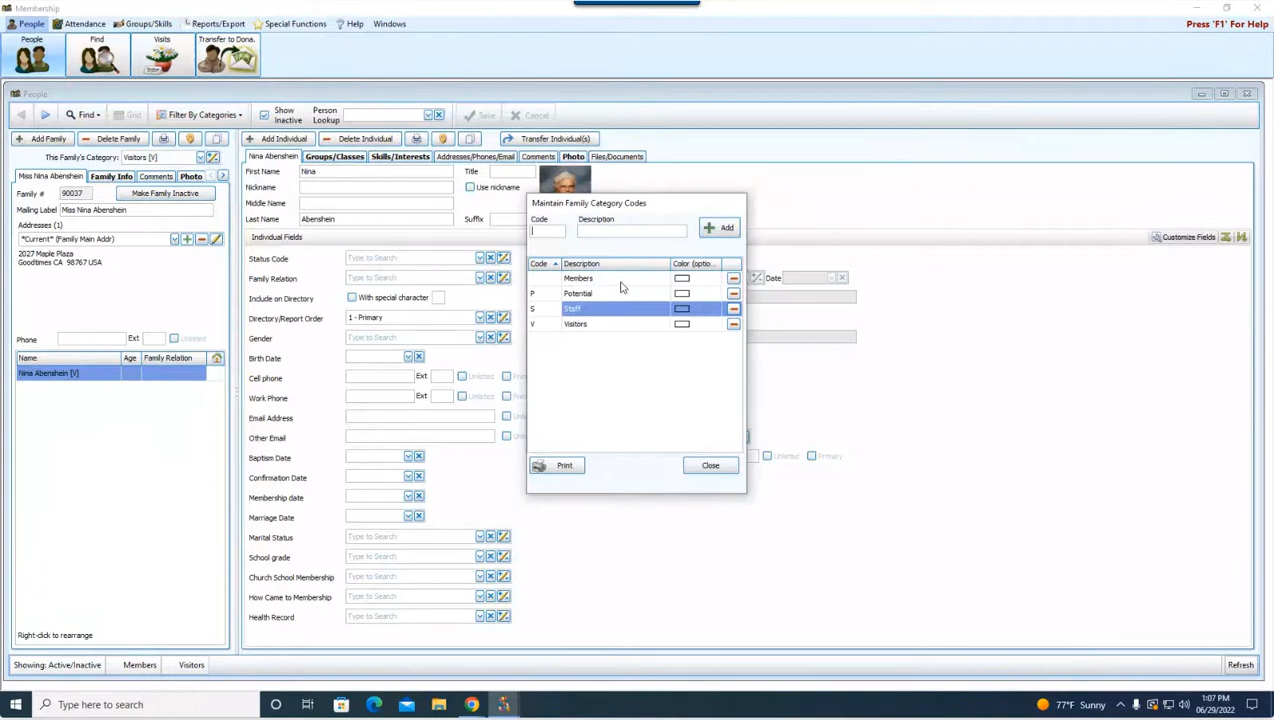 Membership
People Attendance Groups/Skills Reports/Export Special Functions Help Windows
Press 'F1' For Help
People Find Visits Transfer to Dona.
People
Find Grid Filter By Categories Show Inactive Person Lookup Save Cancel
Add Family Delete Family Add Individual Delete Individual Transfer Individual(s)
This Family's Category: Visitors [V]
Miss Nina Abenshein Family Info Comments Photo
Family # 90037 Make Family Inactive
Mailing Label Miss Nina Abenshein
Addresses (1)
*Current* (Family Main Addr)
2027 Maple Plaza
Goodtimes CA 98767 USA
Phone Ext Unlisted
Name Age Family Relation
Nina Abenshein [V]
Right-click to rearrange
Nina Abenshein Groups/Classes Skills/Interests Addresses/Phones/Email Comments Photo Files/Documents
First Name Nina Title
Nickname Use nickname
Middle Name
Last Name Abenshein Suffix
Individual Fields
Customize Fields
Status Code Type to Search
Family Relation Type to Search
Date
Include on Directory With special character
Directory/Report Order 1 - Primary
Gender Type to Search
Birth Date
Cell phone Ext Unlisted
Work Phone Ext Unlisted
Email Address
Other Email
Baptism Date
Unlisted Primary
Confirmation Date
Membership date
Marriage Date
Marital Status Type to Search
School grade Type to Search
Church School Membership Type to Search
How Came to Membership Type to Search
Health Record Type to Search
Maintain Family Category Codes
Code Description
Add
Code Description Color (optio...
Members
P Potential
S Staff
V Visitors
Print Close
Showing: Active/Inactive Members Visitors Refresh
Type here to search
77°F Sunny
1:07 PM
06/29/2022